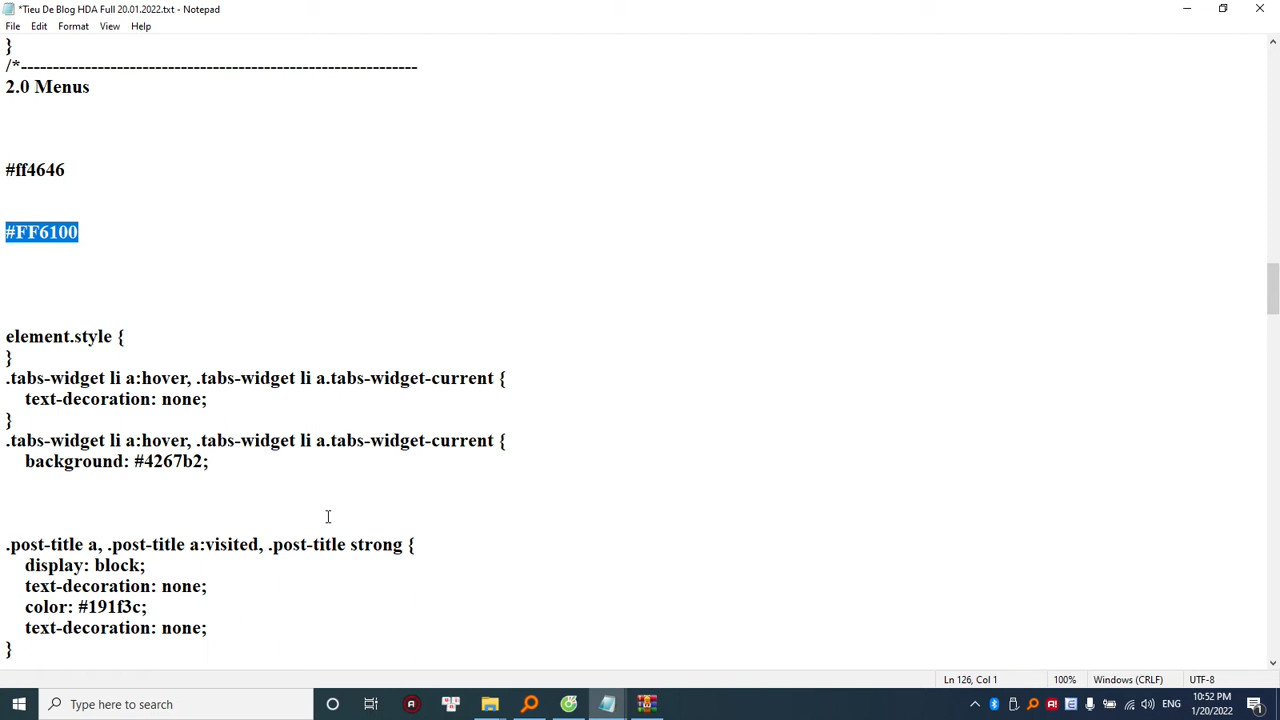 *Tieu De Blog HDA Full 20.01.2022.txt - Notepad
File Edit Format View Help
}
/*-------------------------------------------------------------
2.0 Menus
#ff4646
#FF6100
element.style {
}
.tabs-widget li a:hover, .tabs-widget li a.tabs-widget-current {
text-decoration: none;
}
.tabs-widget li a:hover, .tabs-widget li a.tabs-widget-current {
background: #4267b2;
.post-title a, .post-title a:visited, .post-title strong {
display: block;
text-decoration: none;
color: #191f3c;
text-decoration: none;
}
Ln 126, Col 1 100% Windows (CRLF) UTF-8
Type here to search
ENG
10:52 PM
1/20/2022